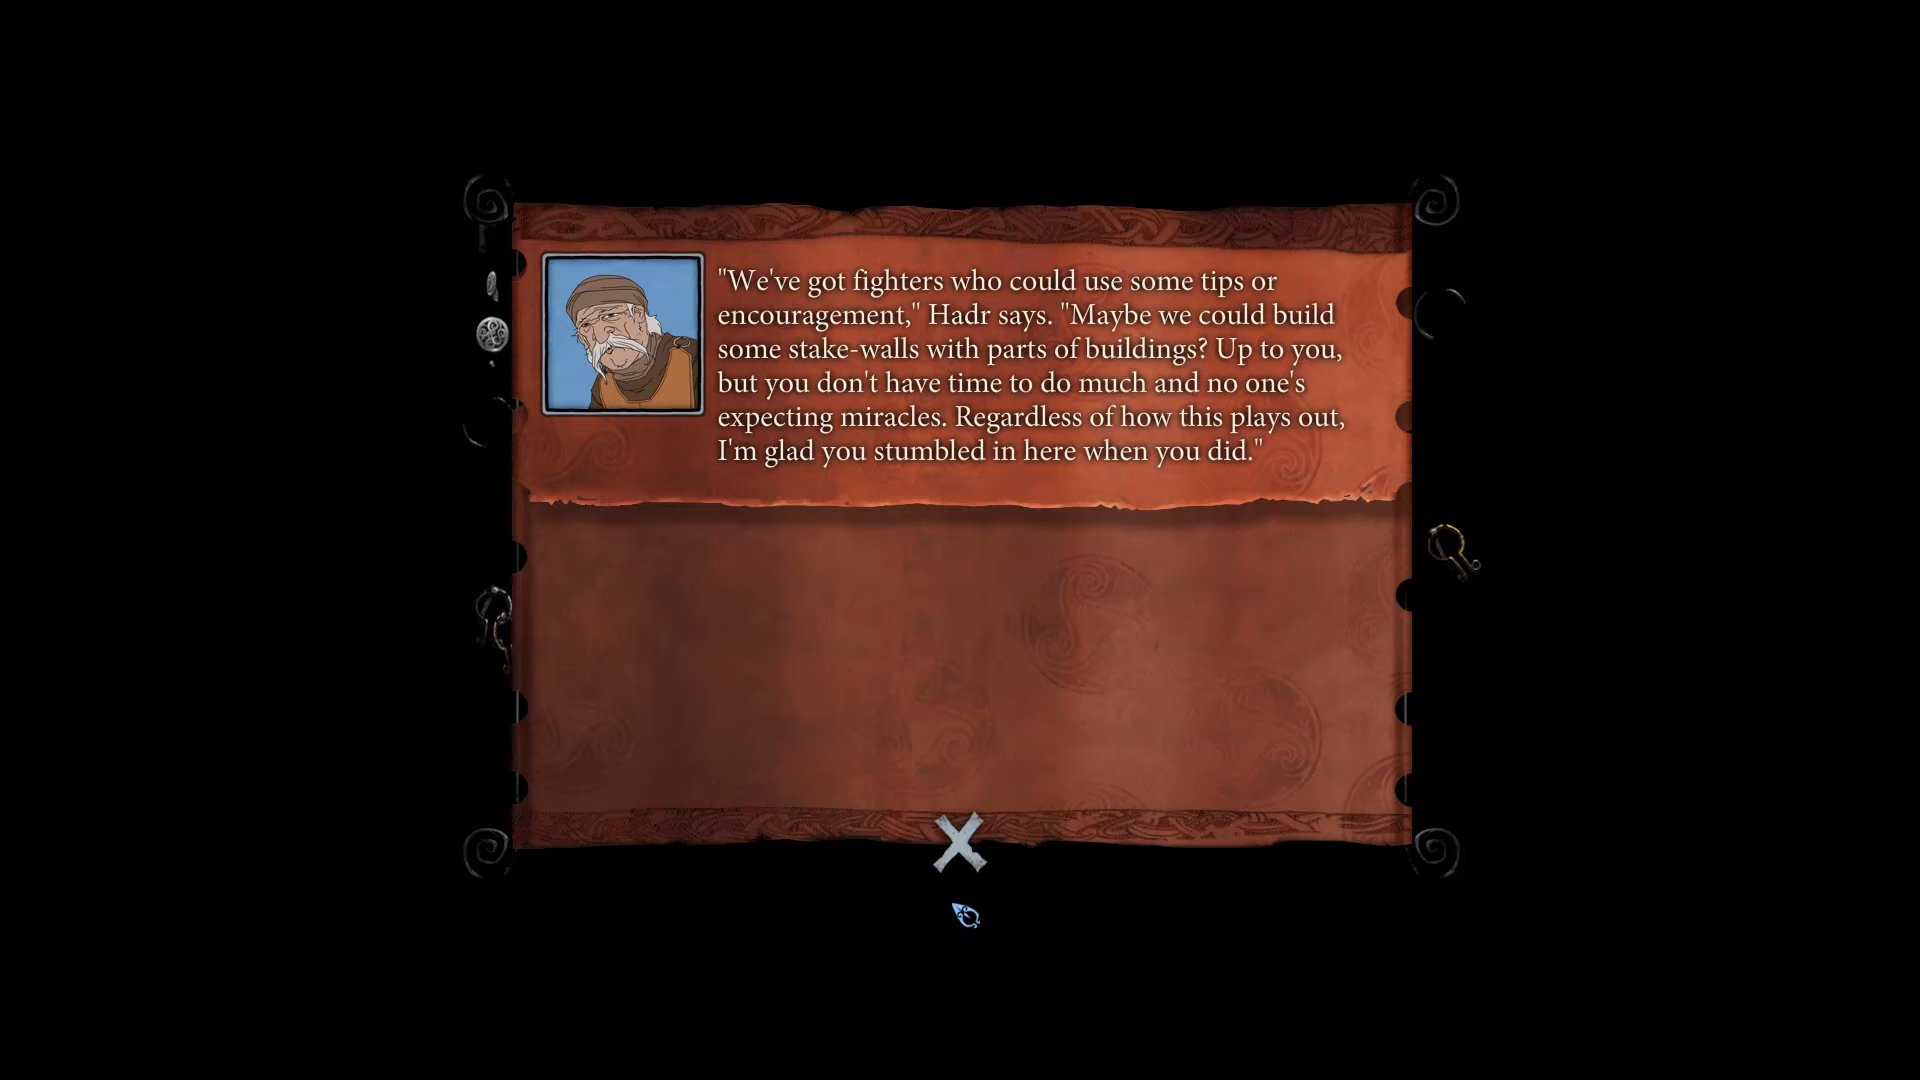 "We've got fighters who could use some tips or
encouragement," Hadr says. "Maybe we could build
some stake-walls with parts of buildings? Up to you,
but you don't have time to do much and no one's
expecting miracles. Regardless of how this plays out,
I'm glad you stumbled in here when you did."